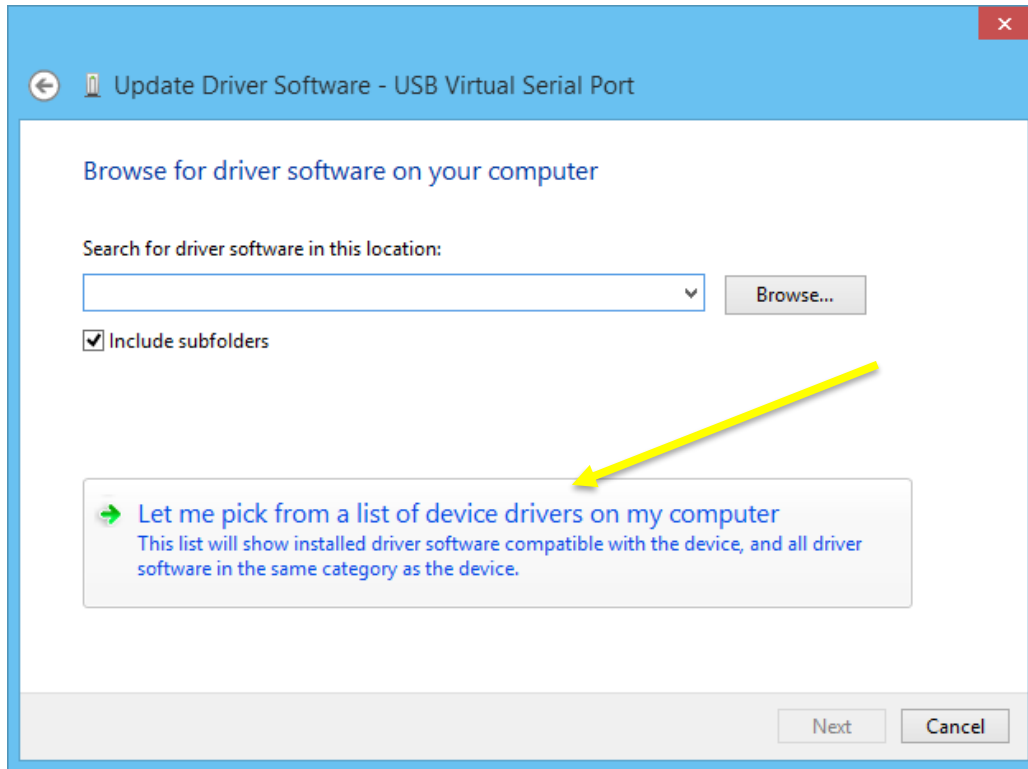 Update Driver Software - USB Virtual Serial Port
Browse for driver software on your computer
Search for driver software in this location:
Browse...
Include subfolders
Let me pick from a list of device drivers on my computer
This list will show installed driver software compatible with the device, and all driver
software in the same category as the device.
Next
Cancel